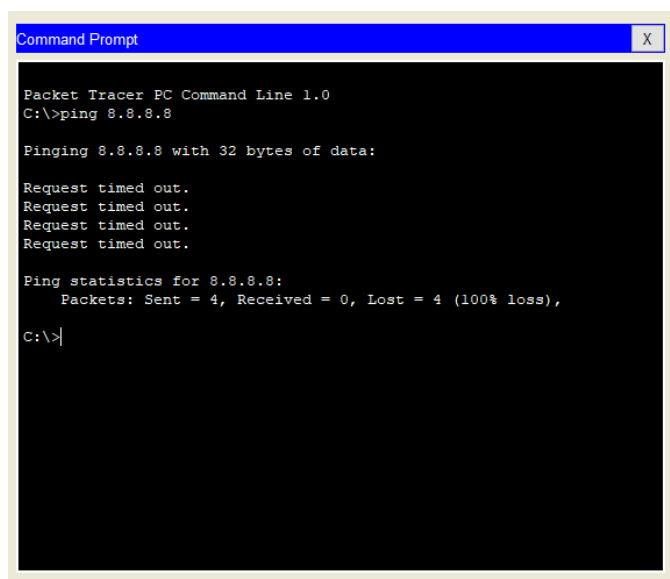 Command Prompt X
Packet Tracer PC Command Line 1.0
C:\>ping 8.8.8.8
Pinging 8.8.8.8 with 32 bytes of data:
Request timed out.
Request timed out.
Request timed out.
Request timed out.
Ping statistics for 8.8.8.8:
Packets: Sent = 4, Received = 0, Lost = 4 (100% loss),
C:\>